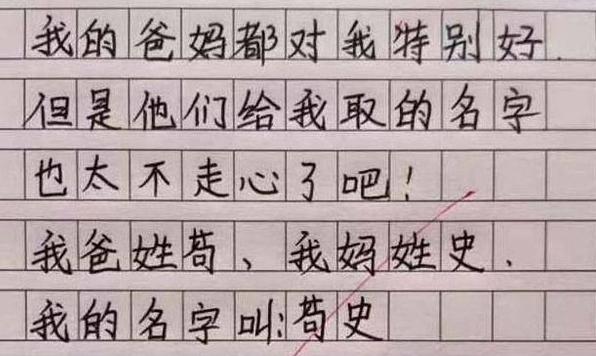 我的爸妈都对我特别好.
但是他们给我取的名字
也太不走心了吧！
我爸姓苟、我妈姓史.
我的名字叫:苟史